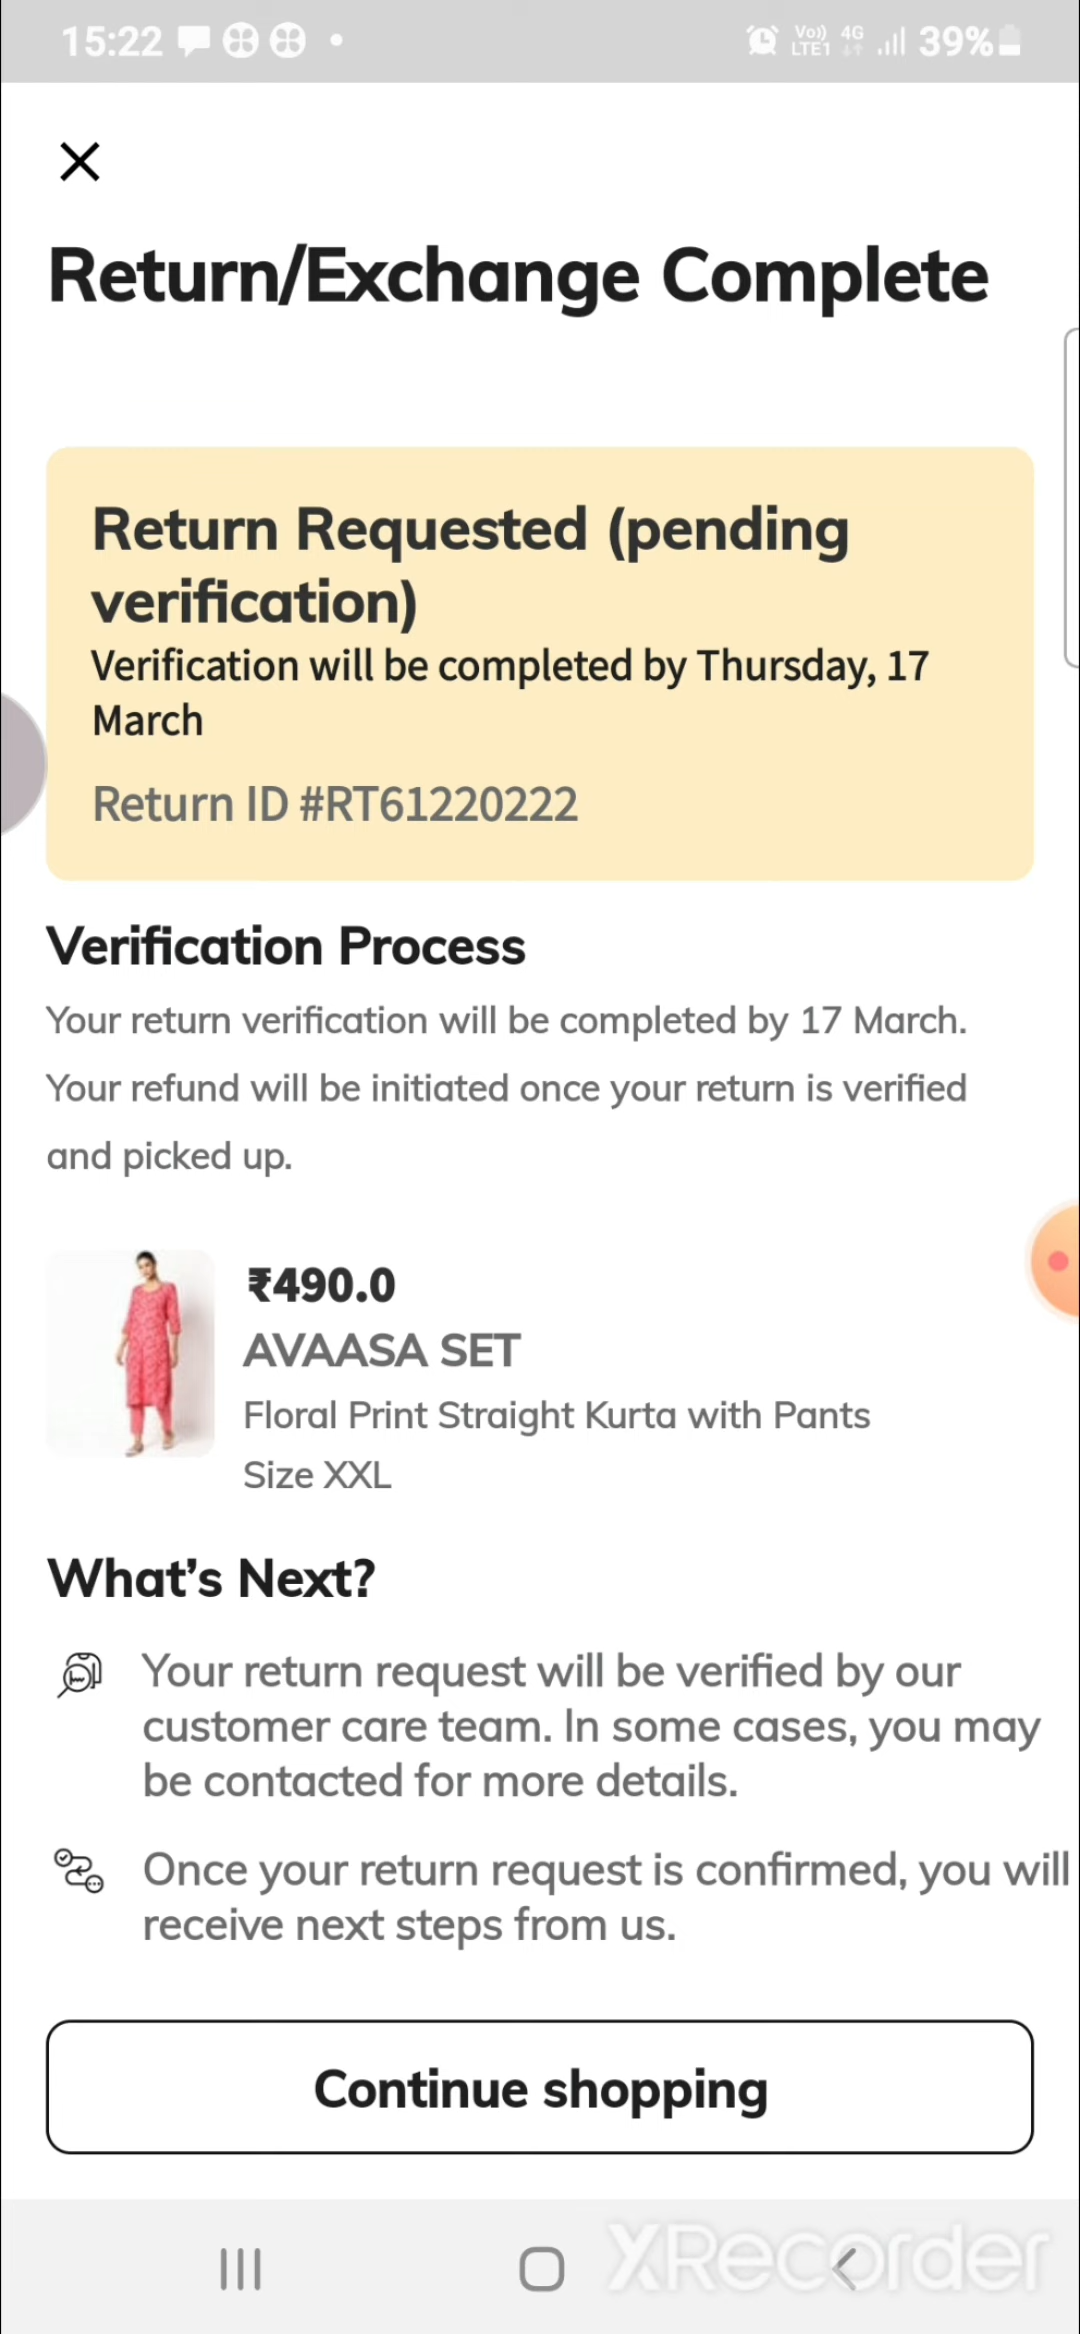 15:22
Vo)) LTE1 4G 39%
Return/Exchange Complete
Return Requested (pending
verification)
Verification will be completed by Thursday, 17
March
Return ID #RT61220222
Verification Process
Your return verification will be completed by 17 March.
Your refund will be initiated once your return is verified
and picked up.
₹490.0
AVAASA SET
Floral Print Straight Kurta with Pants
Size XXL
What's Next?
Your return request will be verified by our
customer care team. In some cases, you may
be contacted for more details.
Once your return request is confirmed, you will
receive next steps from us.
Continue shopping
XRecorder